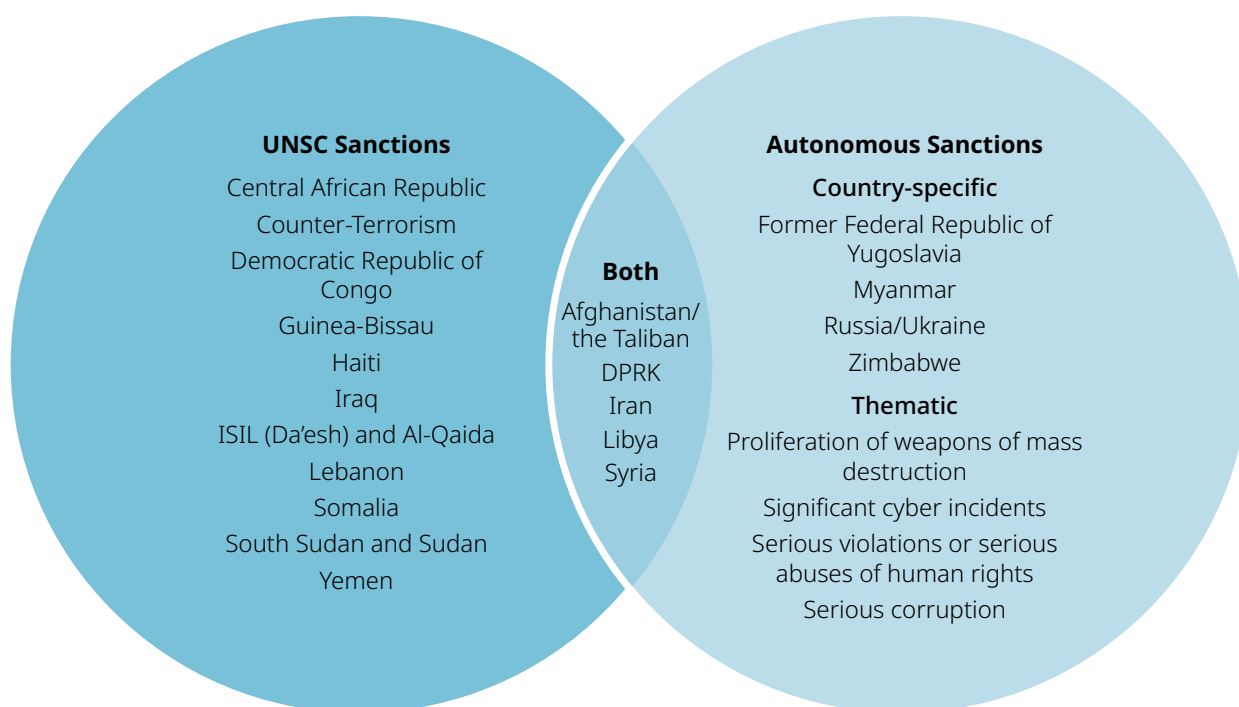 UNSC Sanctions
Central African Republic
Counter-Terrorism
Democratic Republic of
Congo
Guinea-Bissau
Haiti
Iraq
ISIL (Da’esh) and Al-Qaida
Lebanon
Somalia
South Sudan and Sudan
Yemen
Both
Afghanistan/
the Taliban
DPRK
Iran
Libya
Syria
Autonomous Sanctions
Country-specific
Former Federal Republic of
Yugoslavia
Myanmar
Russia/Ukraine
Zimbabwe
Thematic
Proliferation of weapons of mass
destruction
Significant cyber incidents
Serious violations or serious
abuses of human rights
Serious corruption